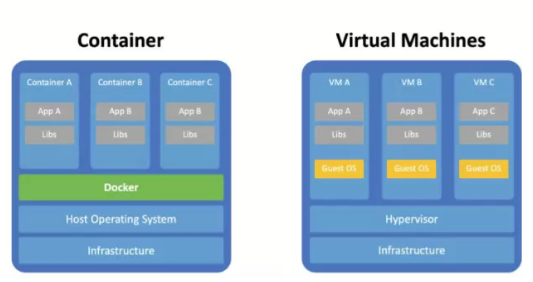 Container
Virtual Machines
Container A
Container B
Container C
App A
App B
App B
Libs
Libs
Libs
Docker
Host Operating System
Infrastructure
VM A
VM B
VM C
App A
App B
App C
Libs
Libs
Libs
Guest OS
Guest OS
Guest OS
Hypervisor
Infrastructure